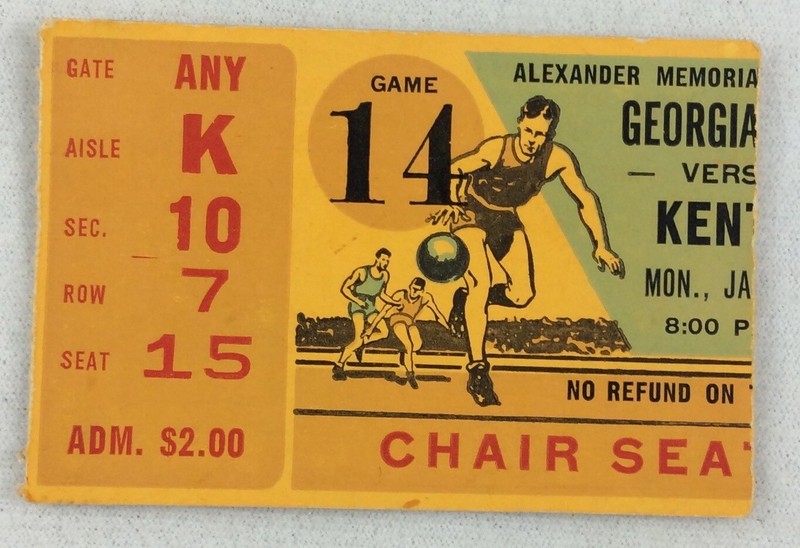 GATE ANY
AISLE K
SEC. 10
ROW 7
SEAT 15
ADM. $2.00
GAME
14
ALEXANDER MEMORIA
GEORGIA
— VERS
KENT
MON., JA
8:00 P
NO REFUND ON
CHAIR SEAT